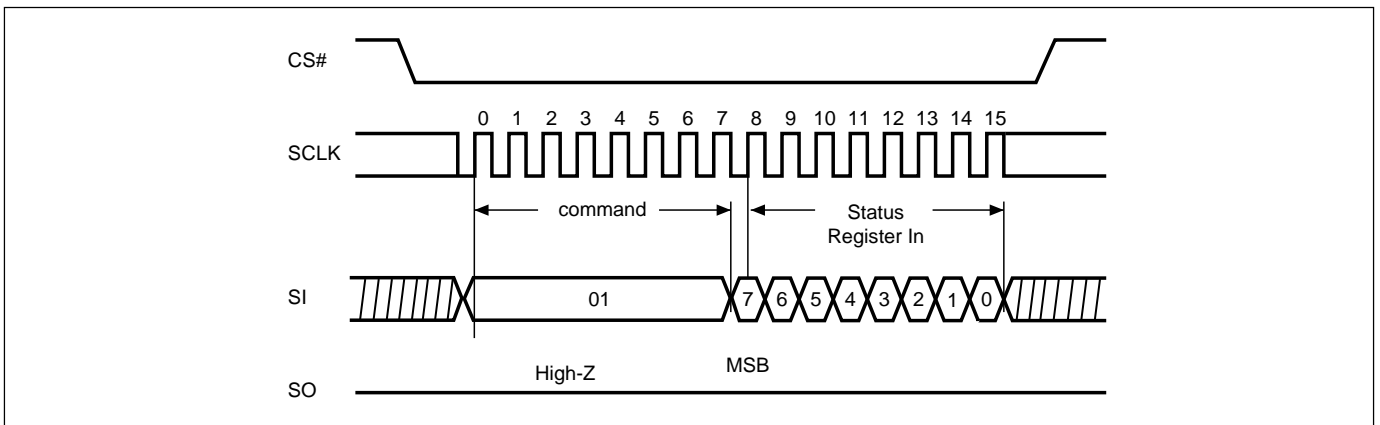 CS#
0 1 2 3 4 5 6 7 8 9 10 11 12 13 14 15
SCLK
command
Status
Register In
SI
01
7 6 5 4 3 2 1 0
High-Z
MSB
SO